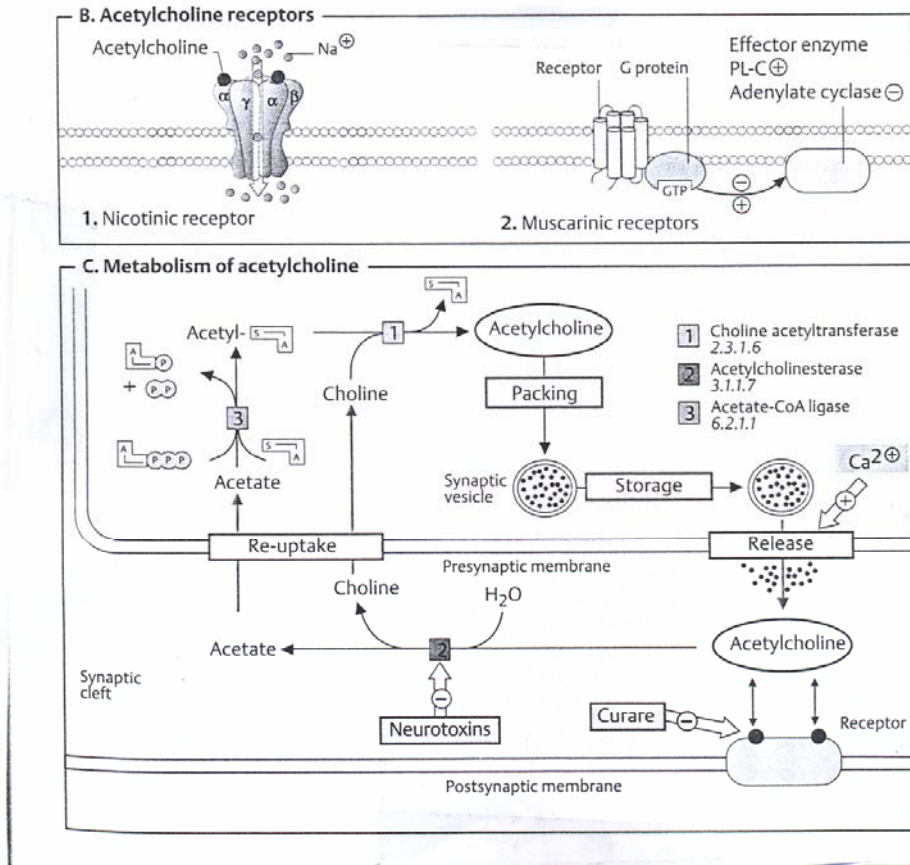 B. Acetylcholine receptors
Acetylcholine
Na⊕
α
γ
α
β
1. Nicotinic receptor
Receptor
G protein
Effector enzyme
PL-C⊕
Adenylate cyclase⊖
GTP
−
+
2. Muscarinic receptors
C. Metabolism of acetylcholine
S
A
Acetyl-
S
A
1
Acetylcholine
A
P
+
P P
Choline
Packing
3
A
P P P
S
A
Acetate
Synaptic
vesicle
Storage
1 Choline acetyltransferase
2.3.1.6
2 Acetylcholinesterase
3.1.1.7
3 Acetate-CoA ligase
6.2.1.1
Ca2⊕
+
Re-uptake
Release
Presynaptic membrane
Choline
H2O
Acetate
2
Acetylcholine
Synaptic
cleft
−
Neurotoxins
Curare
−
Receptor
Postsynaptic membrane